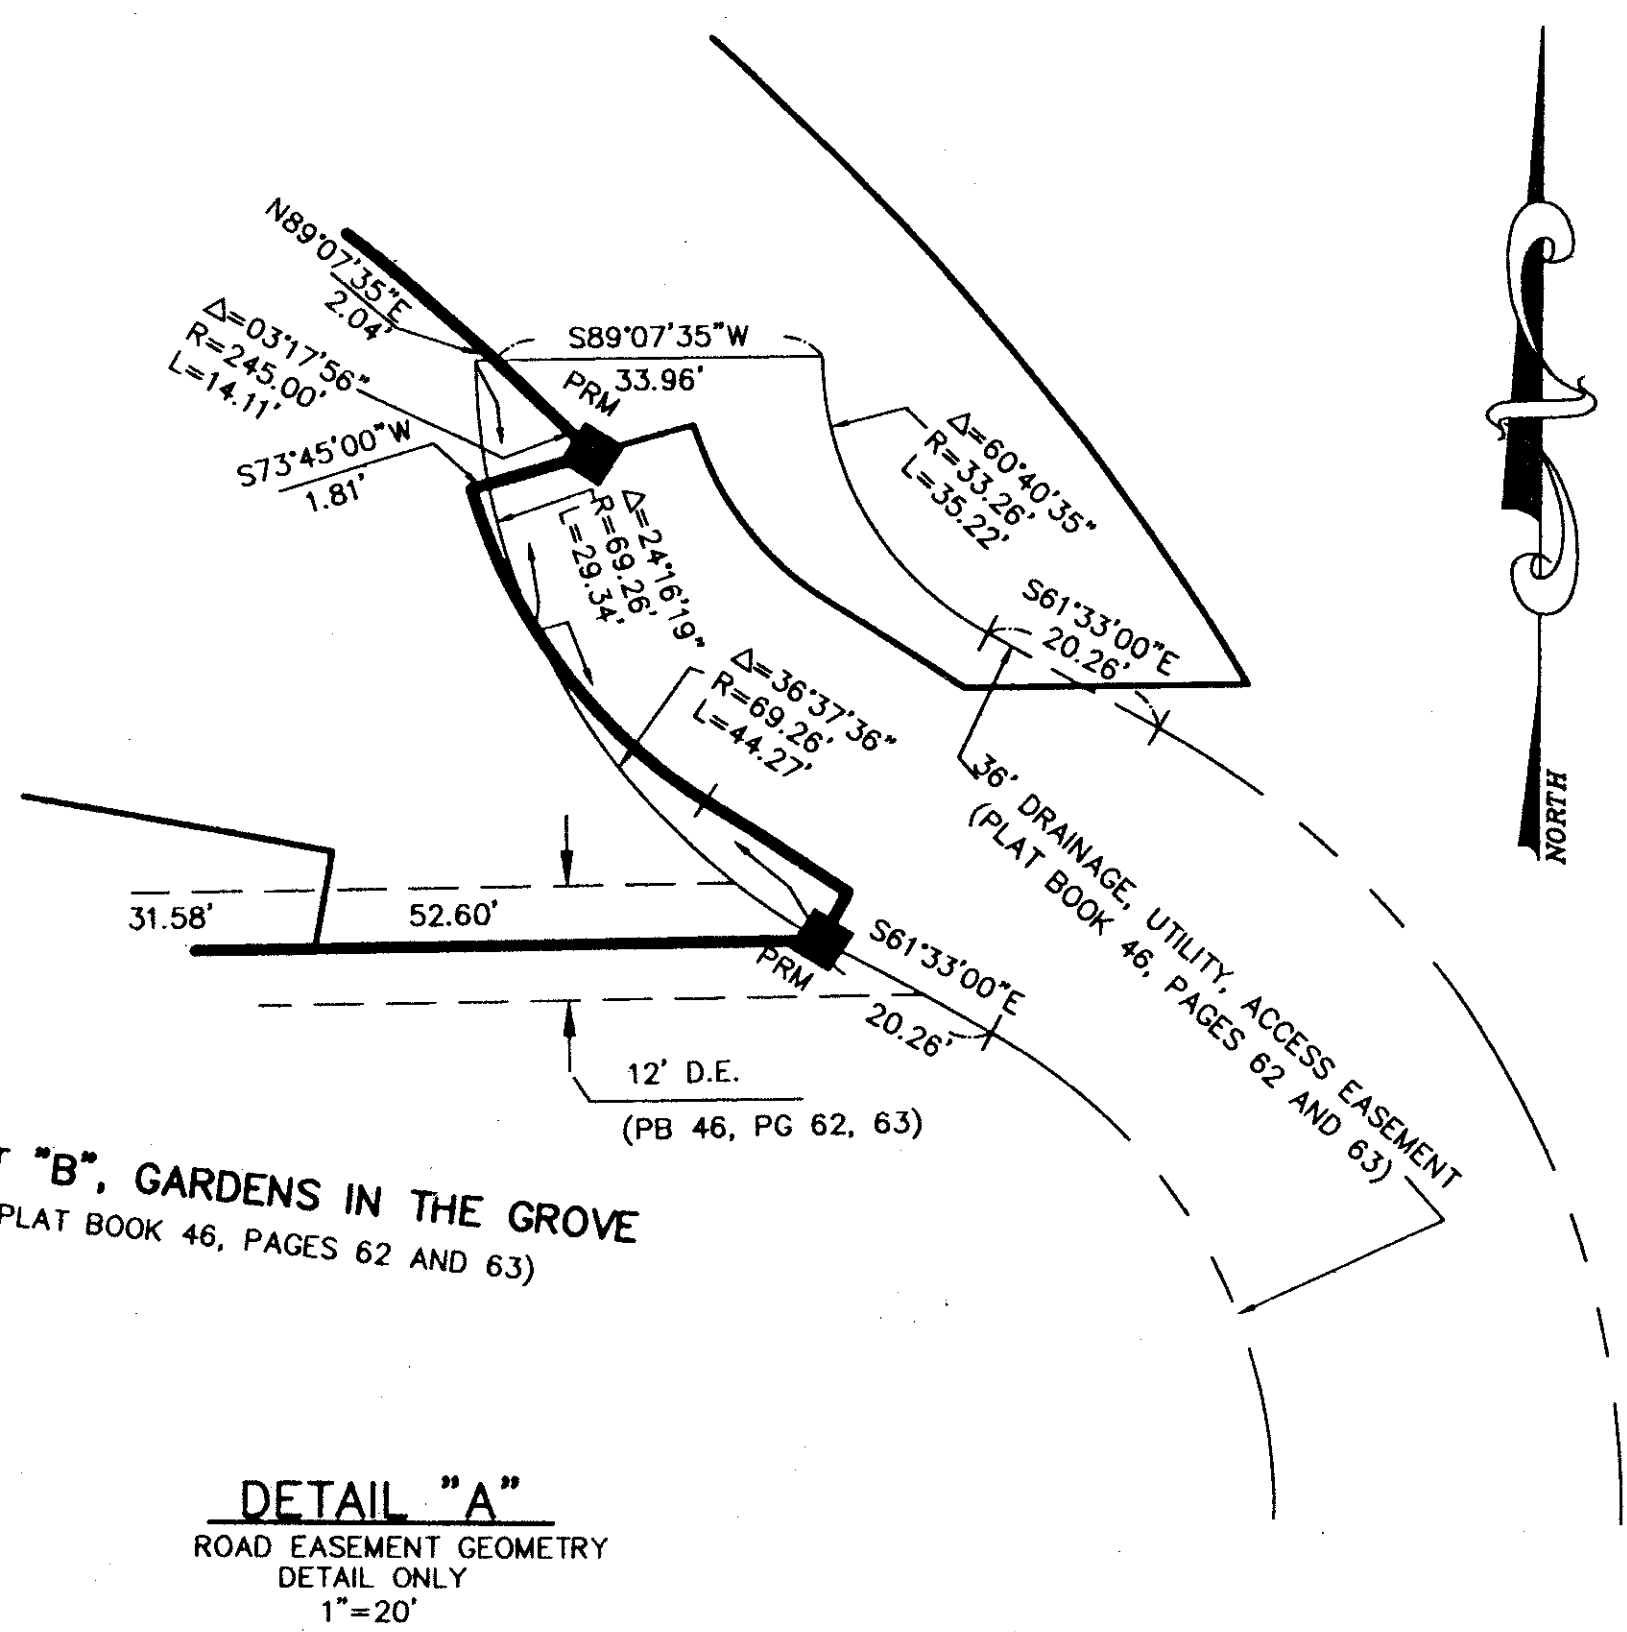 N89°07'35"E
2.04'
Δ=03°17'56"
R=245.00'
L=14.11'
S73°45'00"W
1.81'
S89°07'35"W
33.96'
PRM
Δ=60°40'35"
R=33.26'
L=35.22'
Δ=24°16'19"
R=69.26'
L=29.34'
S61°33'00"E
20.26'
Δ=36°37'36"
R=69.26'
L=44.27'
36' DRAINAGE, UTILITY, ACCESS EASEMENT
(PLAT BOOK 46, PAGES 62 AND 63)
NORTH
31.58'
52.60'
PRM
S61°33'00"E
20.26'
12' D.E.
(PB 46, PG 62, 63)
"B", GARDENS IN THE GROVE
PLAT BOOK 46, PAGES 62 AND 63)
DETAIL "A"
ROAD EASEMENT GEOMETRY
DETAIL ONLY
1"=20'